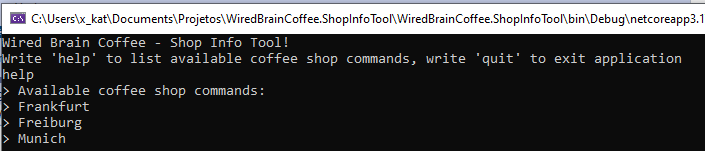 C:\Users\x_kat\Documents\Projetos\WiredBrainCoffee.ShopInfoTool\WiredBrainCoffee.ShopInfoTool\bin\Debug\netcoreapp3.1
Wired Brain Coffee - Shop Info Tool!
Write 'help' to list available coffee shop commands, write 'quit' to exit application
help
> Available coffee shop commands:
> Frankfurt
> Freiburg
> Munich